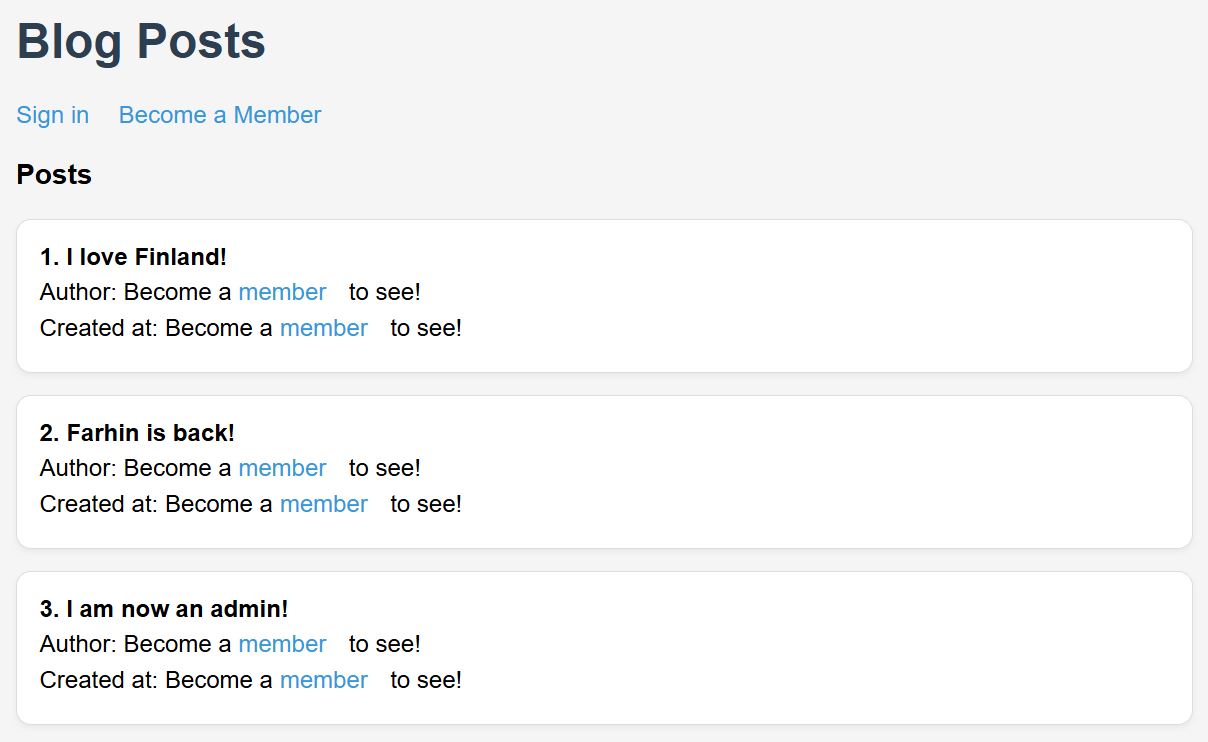 Blog Posts
Sign in Become a Member
Posts
1. I love Finland!
Author: Become a member to see!
Created at: Become a member to see!
2. Farhin is back!
Author: Become a member to see!
Created at: Become a member to see!
3. I am now an admin!
Author: Become a member to see!
Created at: Become a member to see!